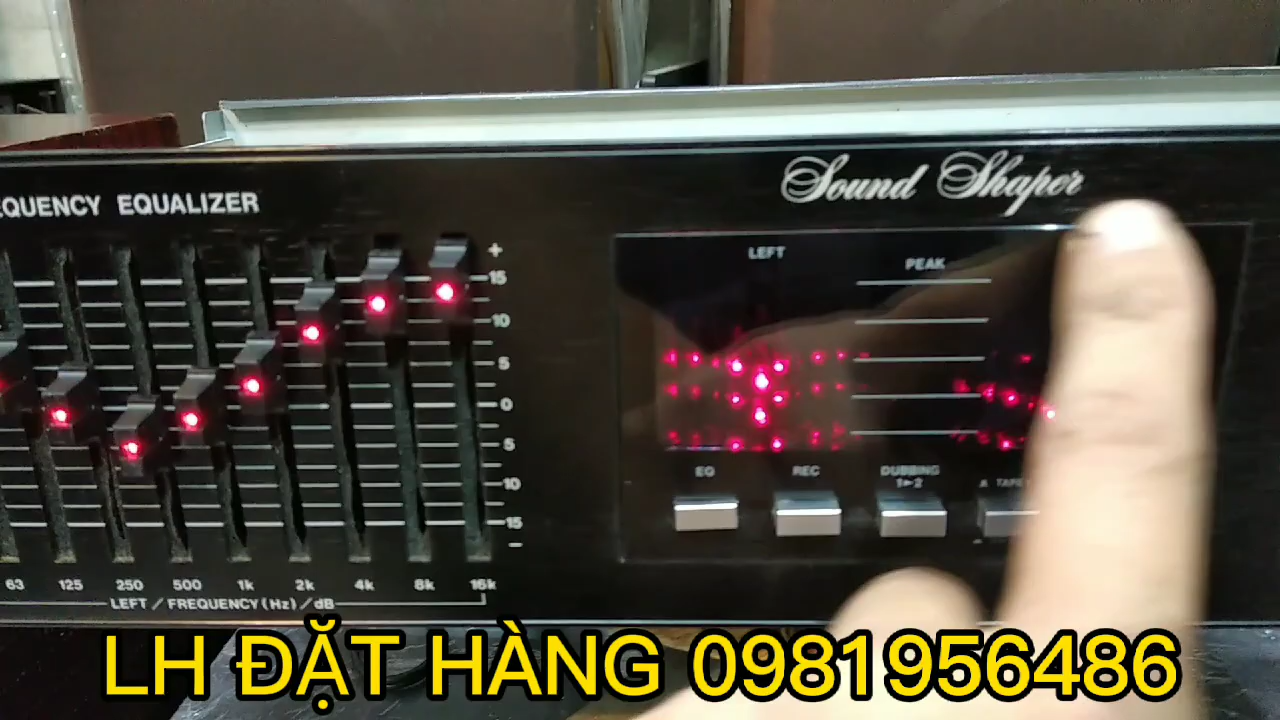 EQUENCY EQUALIZER
Sound Shaper
LEFT
PEAK
+
15
10
5
0
5
10
15
−
EQ
REC
DUBBING
1►2
A TAPE
63 125 250 500 1k 2k 4k 8k 16k
LEFT / FREQUENCY (Hz) / dB
LH ĐẶT HÀNG 0981956486